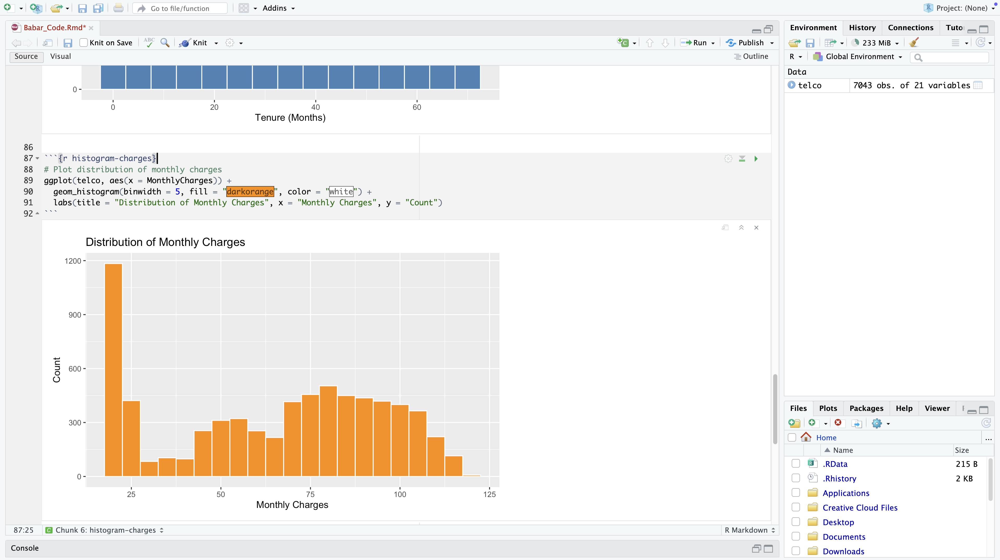 Go to file/function
Addins
Project: (None)
Babar_Code.Rmd*
Knit on Save
ABC
Knit
Run
Publish
Source
Visual
Outline
0
0 20 40 60
Tenure (Months)
86
87 ```{r histogram-charges}
88 # Plot distribution of monthly charges
89 ggplot(telco, aes(x = MonthlyCharges)) +
90 geom_histogram(binwidth = 5, fill = "darkorange", color = "white") +
91 labs(title = "Distribution of Monthly Charges", x = "Monthly Charges", y = "Count")
92 ```
Distribution of Monthly Charges
1200
900
600
300
0
Count
25 50 75 100 125
Monthly Charges
87:25
C Chunk 6: histogram-charges
R Markdown
Console
Environment History Connections Tuto
233 MiB
R
Global Environment
Data
telco 7043 obs. of 21 variables
Files Plots Packages Help Viewer
Home
...
Name Size
.RData 215 B
.Rhistory 2 KB
Applications
Creative Cloud Files
Desktop
Documents
Downloads